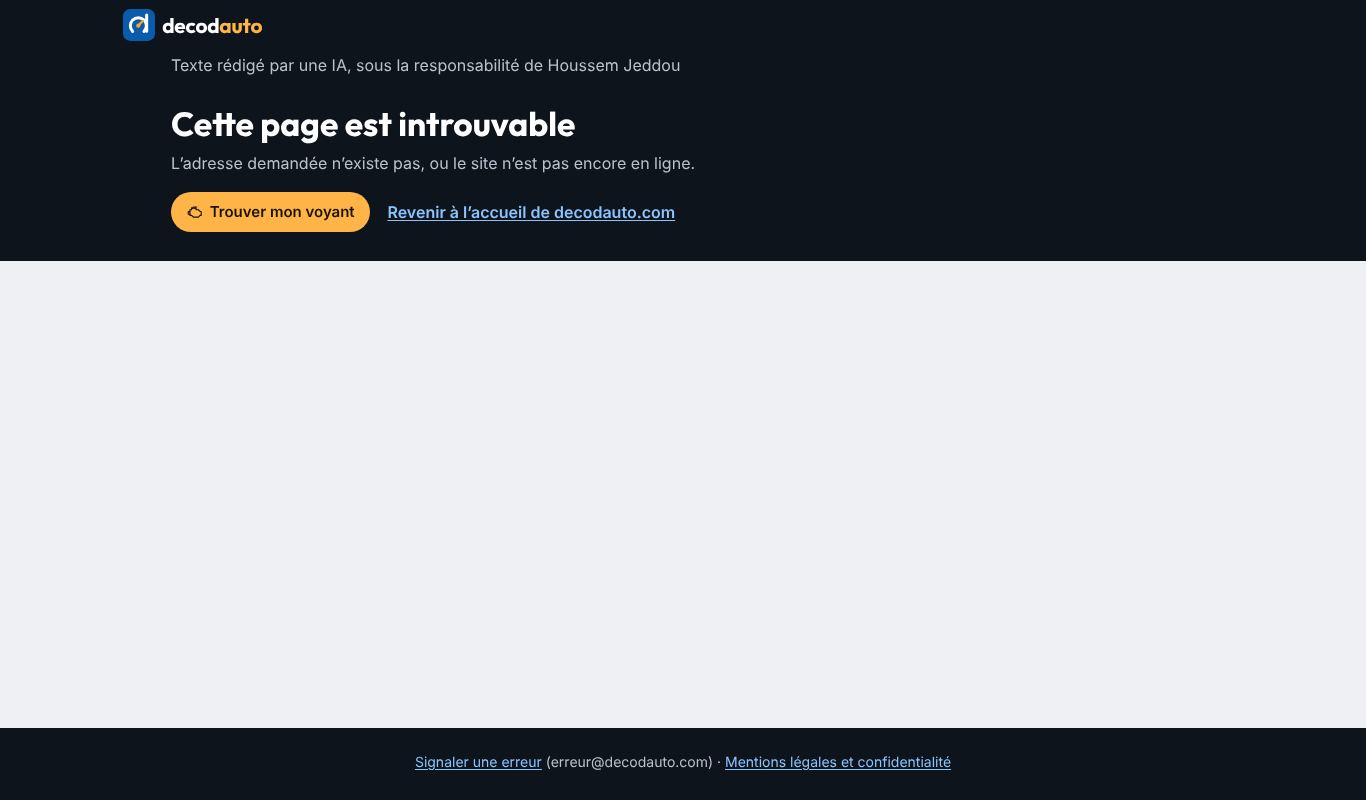 decodauto
Texte rédigé par une IA, sous la responsabilité de Houssem Jeddou
Cette page est introuvable
L’adresse demandée n’existe pas, ou le site n’est pas encore en ligne.
Trouver mon voyant
Revenir à l’accueil de decodauto.com
Signaler une erreur (erreur@decodauto.com) · Mentions légales et confidentialité